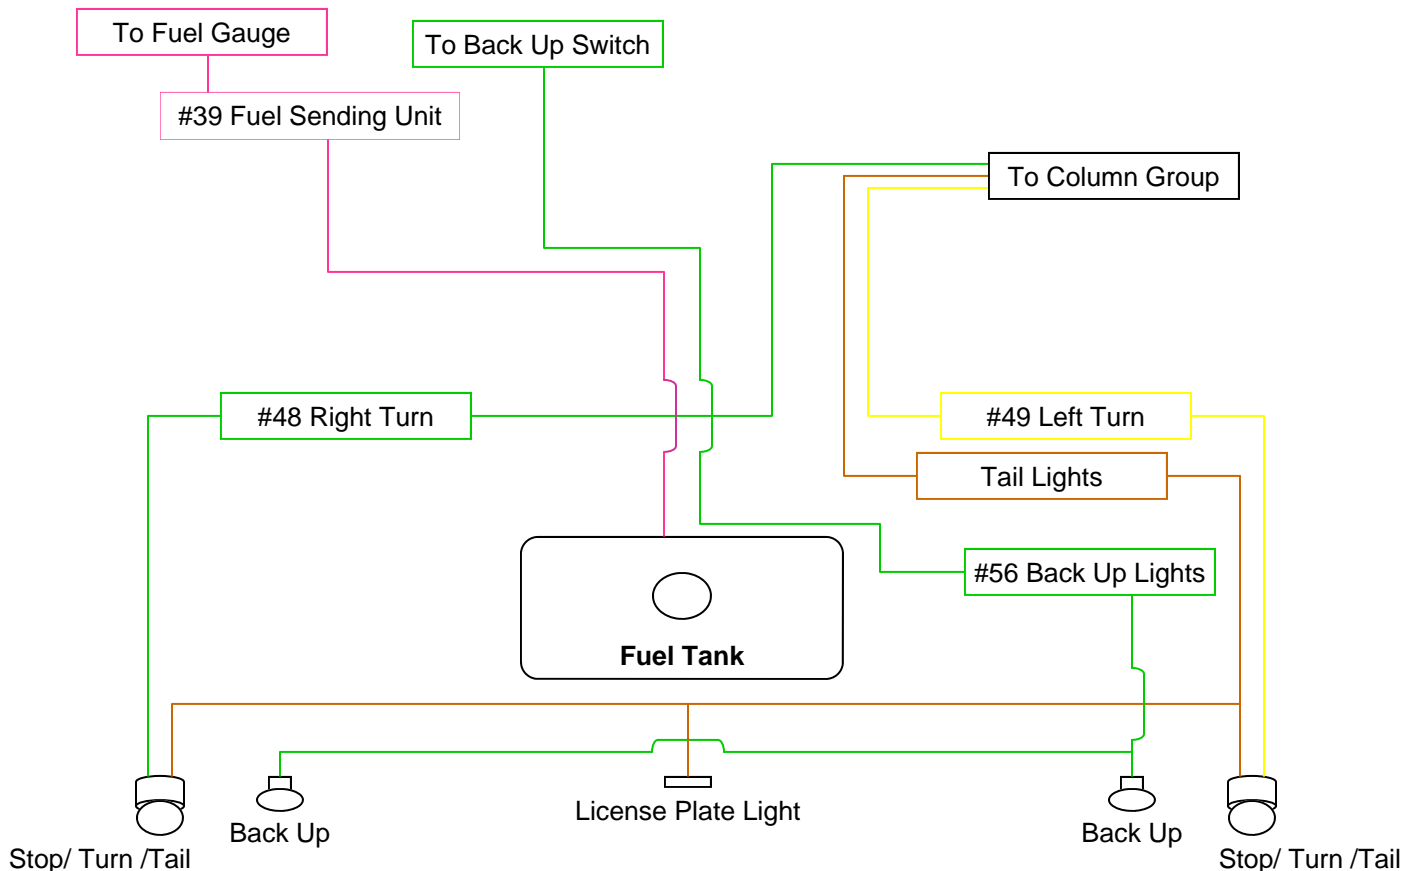 To Fuel Gauge
To Back Up Switch
#39 Fuel Sending Unit
To Column Group
#48 Right Turn
#49 Left Turn
Tail Lights
#56 Back Up Lights
Fuel Tank
License Plate Light
Back Up
Back Up
Stop/ Turn /Tail
Stop/ Turn /Tail